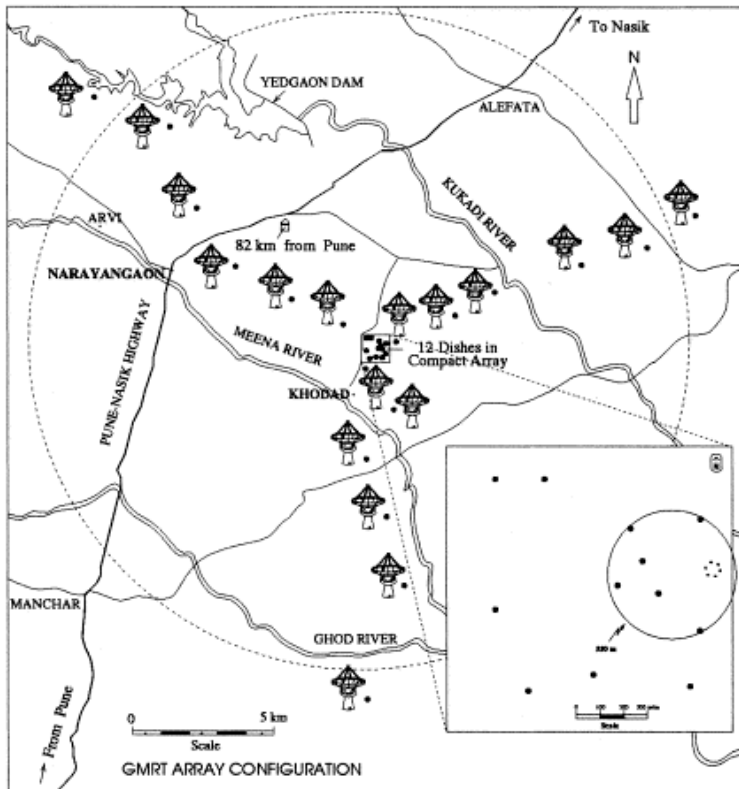 To Nasik
N
YEDGAON DAM
ALEFATA
KUKADI RIVER
ARVI
82 km from Pune
NARAYANGAON
MEENA RIVER
12 Dishes in
Compact Array
PUNE-NASIK HIGHWAY
KHODAD
MANCHAR
GHOD RIVER
From Pune
0 5 km
Scale
Scale
GMRT ARRAY CONFIGURATION